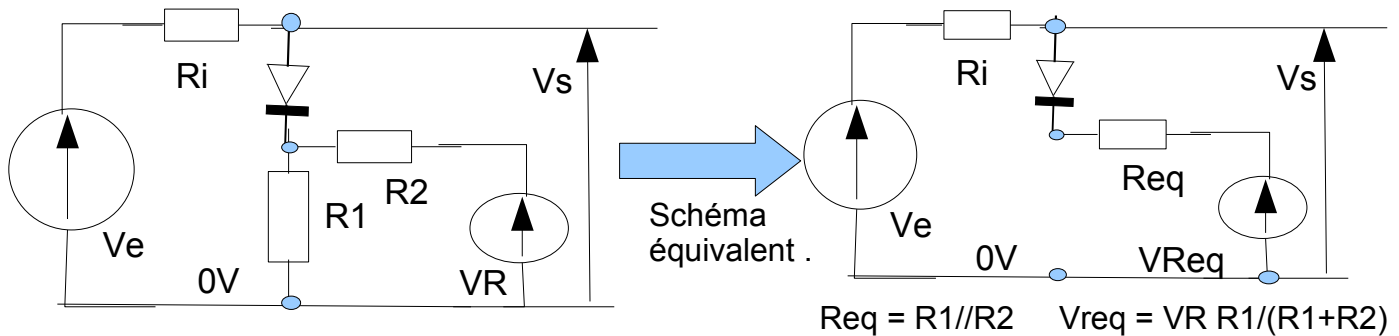 Ri
Vs
R2
R1
Ve
VR
0V
Schéma
équivalent .
Ri
Vs
Req
Ve
0V
VReq
Req = R1//R2
Vreq = VR R1/(R1+R2)